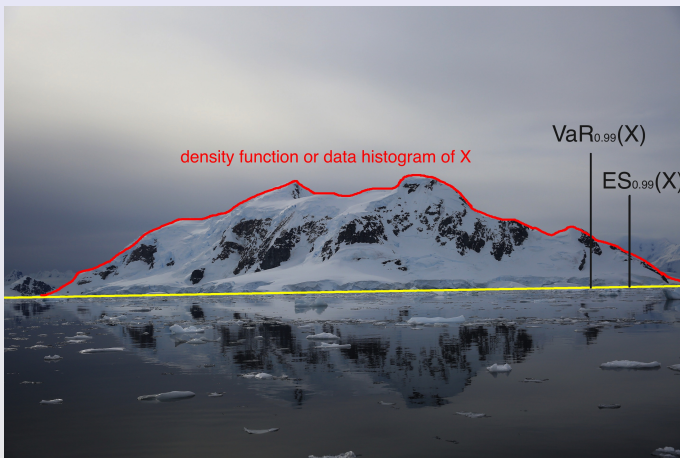 VaR0.99(X)
density function or data histogram of X
ES0.99(X)